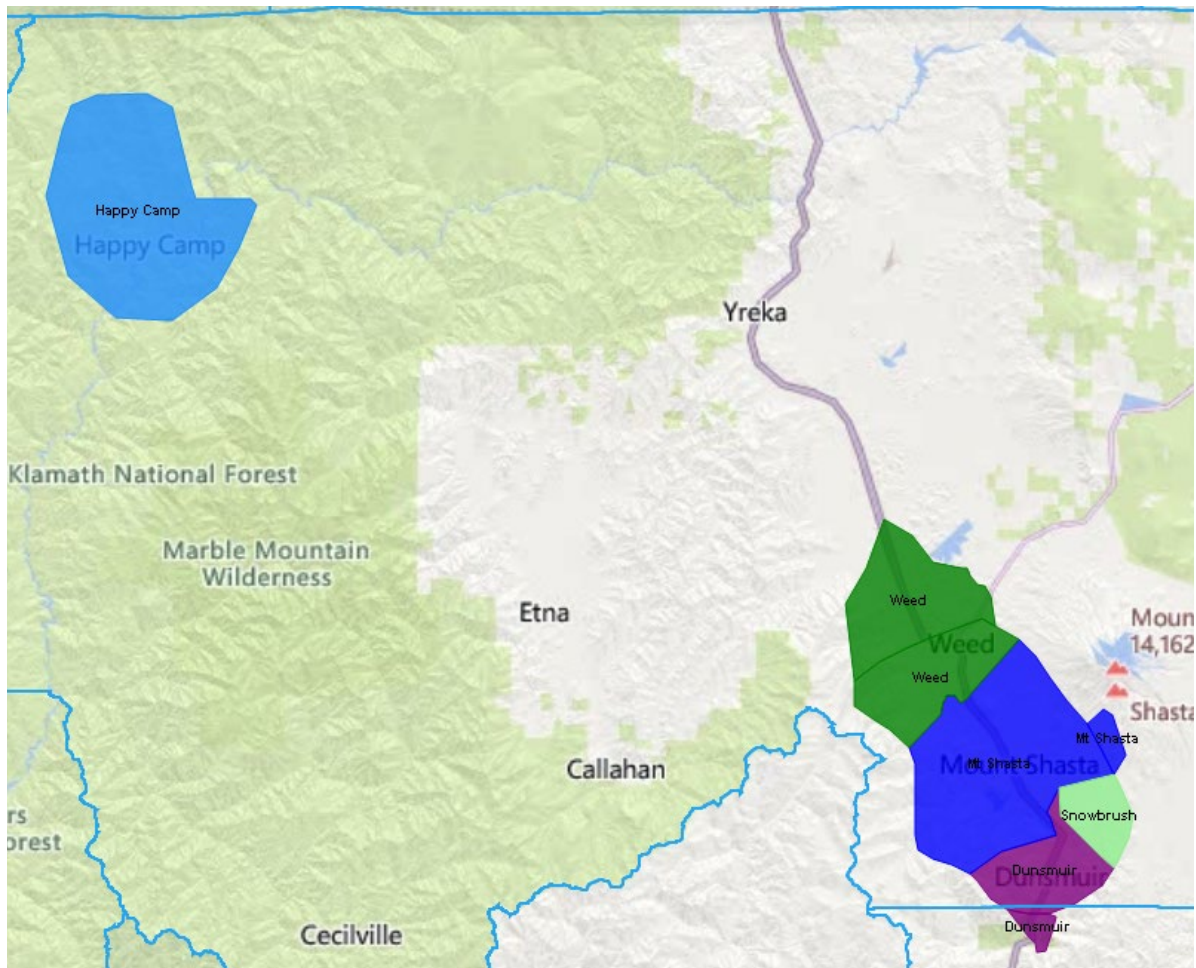 Happy Camp
Happy Camp
Yreka
Klamath National Forest
Marble Mountain
Wilderness
Etna
Weed
Weed
Weed
Moun
14,162
Shasta
Mt Shasta
Mt Shasta
Mount Shasta
Callahan
Snowbrush
rs
orest
Dunsmuir
Dunsmuir
Dunsmuir
Cecilville